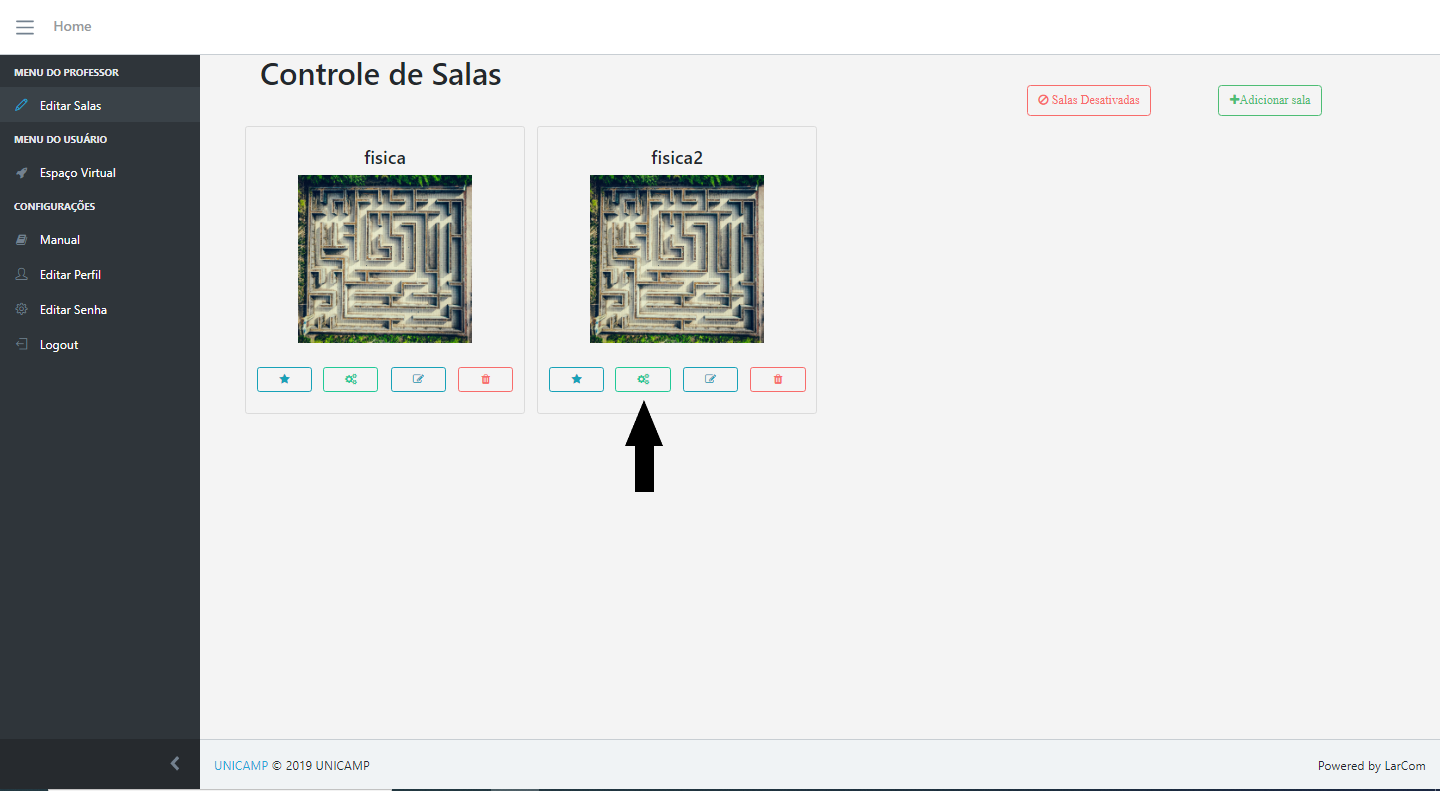 Home
MENU DO PROFESSOR
Editar Salas
MENU DO USUÁRIO
Espaço Virtual
CONFIGURAÇÕES
Manual
Editar Perfil
Editar Senha
Logout
Controle de Salas
Salas Desativadas
Adicionar sala
fisica
fisica2
UNICAMP © 2019 UNICAMP
Powered by LarCom